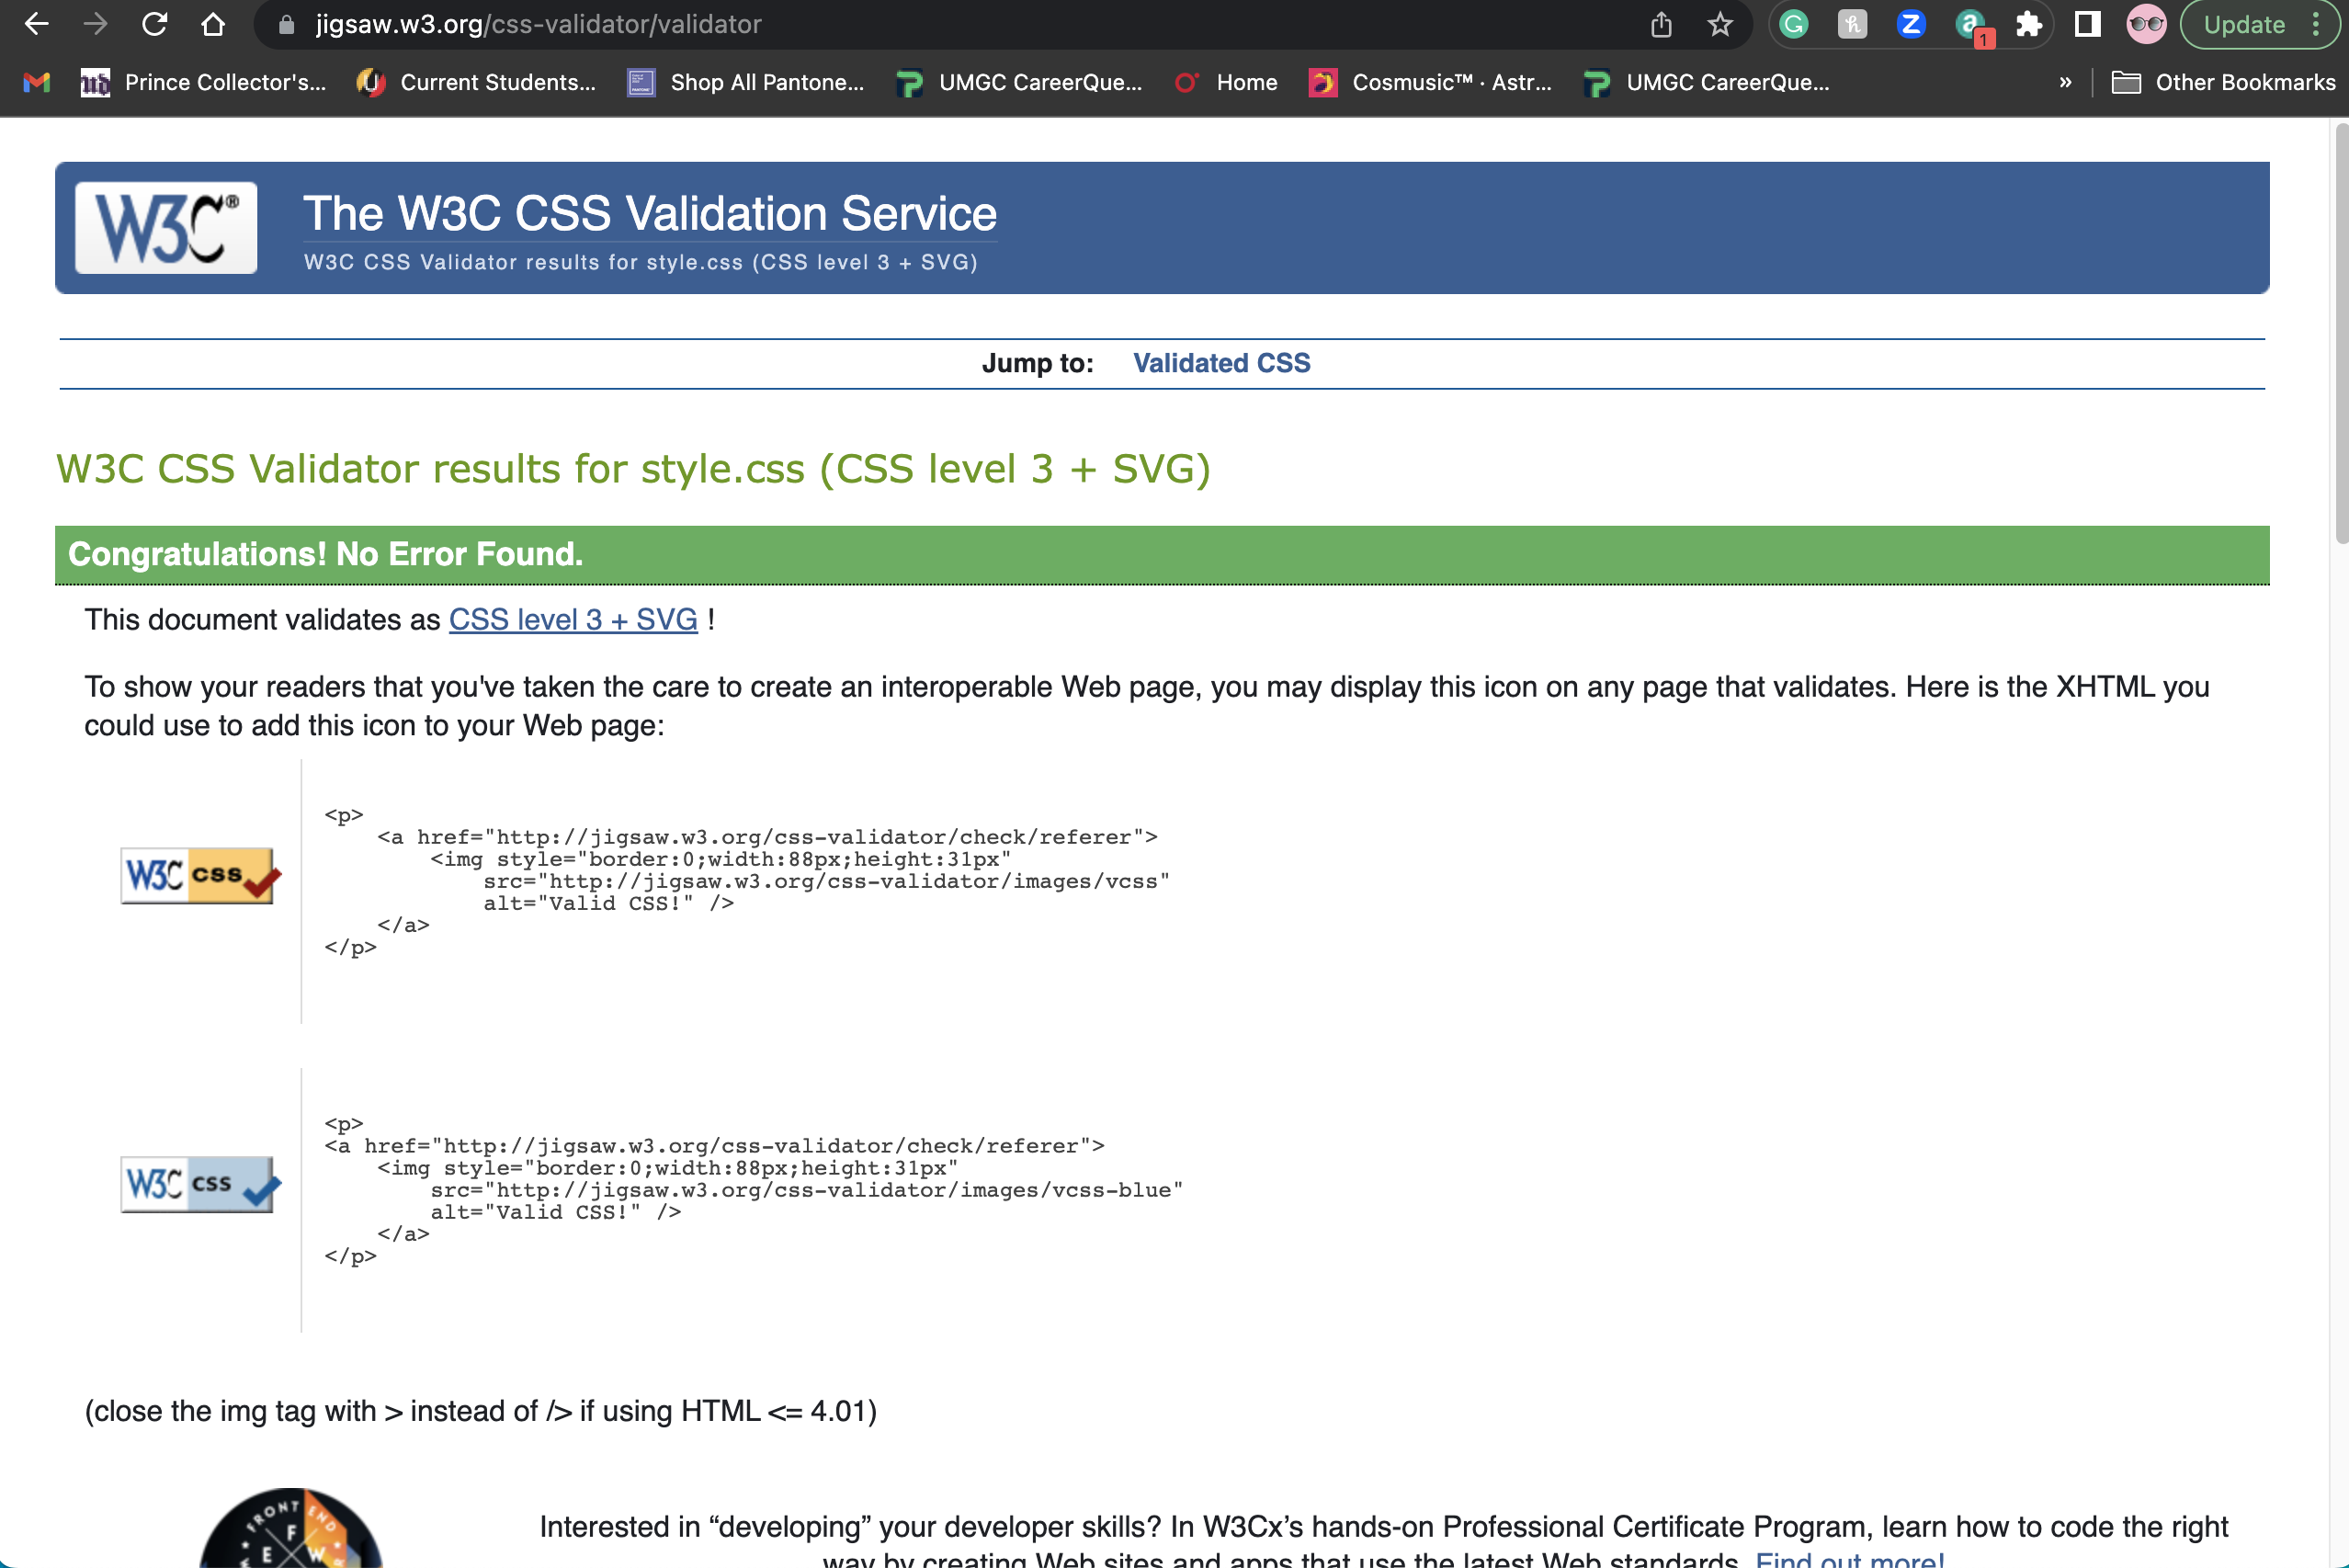 jigsaw.w3.org/css-validator/validator
1
Update
Prince Collector's...
Current Students...
Shop All Pantone...
UMGC CareerQue...
Home
Cosmusic™ · Astr...
UMGC CareerQue...
»
Other Bookmarks
W3C®
The W3C CSS Validation Service
W3C CSS Validator results for style.css (CSS level 3 + SVG)
Jump to: Validated CSS
W3C CSS Validator results for style.css (CSS level 3 + SVG)
Congratulations! No Error Found.
This document validates as CSS level 3 + SVG !
To show your readers that you've taken the care to create an interoperable Web page, you may display this icon on any page that validates. Here is the XHTML you
could use to add this icon to your Web page:
W3C css
<p>
<a href="http://jigsaw.w3.org/css-validator/check/referer">
<img style="border:0;width:88px;height:31px"
src="http://jigsaw.w3.org/css-validator/images/vcss"
alt="Valid CSS!" />
</a>
</p>
W3C css
<p>
<a href="http://jigsaw.w3.org/css-validator/check/referer">
<img style="border:0;width:88px;height:31px"
src="http://jigsaw.w3.org/css-validator/images/vcss-blue"
alt="Valid CSS!" />
</a>
</p>
(close the img tag with > instead of /> if using HTML <= 4.01)
FRONT END
F
E W
Interested in “developing” your developer skills? In W3Cx’s hands-on Professional Certificate Program, learn how to code the right
way by creating Web sites and apps that use the latest Web standards. Find out more!